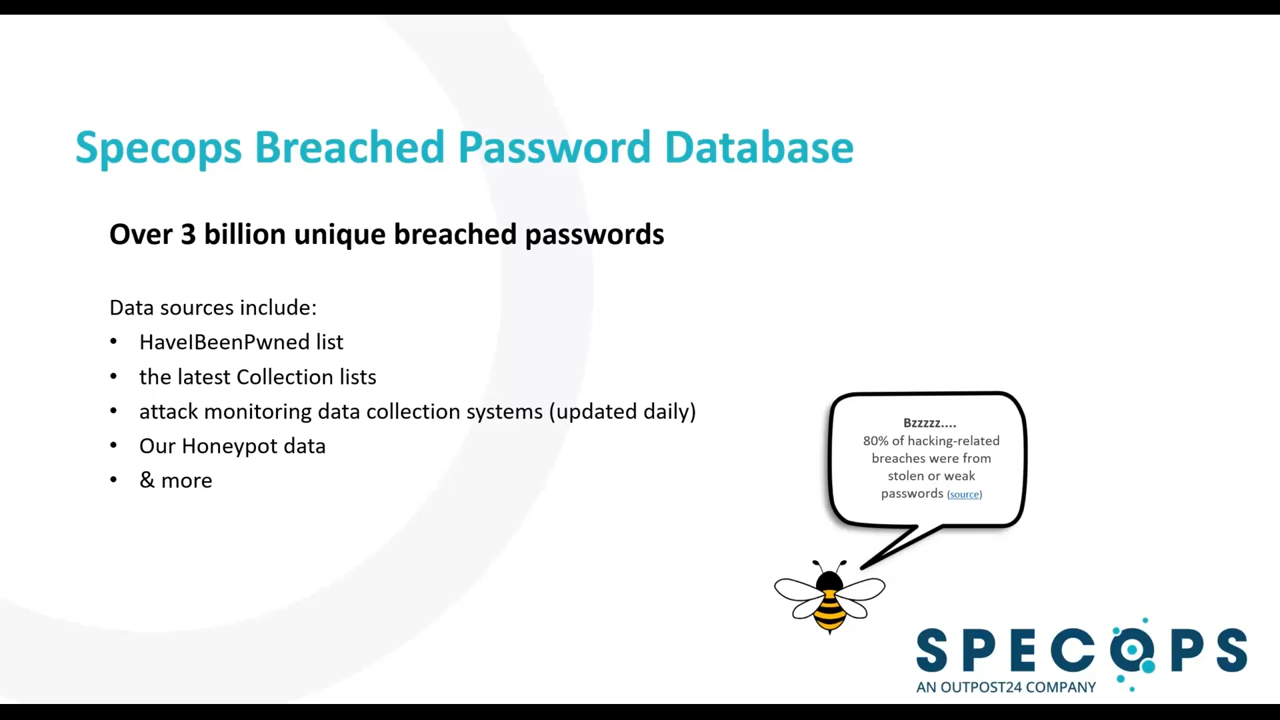 Specops Breached Password Database
Over 3 billion unique breached passwords
Data sources include:
• HaveIBeenPwned list
• the latest Collection lists
• attack monitoring data collection systems (updated daily)
• Our Honeypot data
• & more
Bzzzzz....
80% of hacking-related
breaches were from
stolen or weak
passwords (source)
SPECOPS
AN OUTPOST24 COMPANY